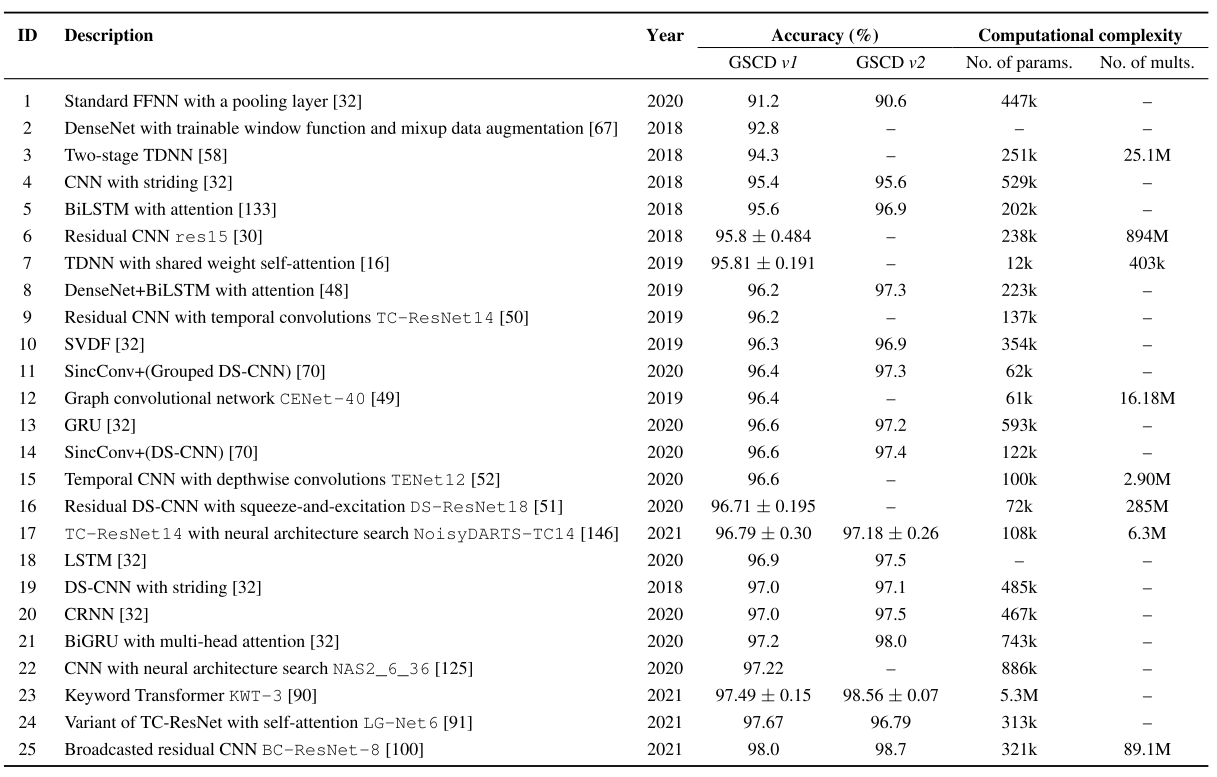 ID Description Year Accuracy (%) Computational complexity
GSCD v1 GSCD v2 No. of params. No. of mults.
1 Standard FFNN with a pooling layer [32] 2020 91.2 90.6 447k –
2 DenseNet with trainable window function and mixup data augmentation [67] 2018 92.8 – – –
3 Two-stage TDNN [58] 2018 94.3 – 251k 25.1M
4 CNN with striding [32] 2018 95.4 95.6 529k –
5 BiLSTM with attention [133] 2018 95.6 96.9 202k –
6 Residual CNN res15 [30] 2018 95.8 ± 0.484 – 238k 894M
7 TDNN with shared weight self-attention [16] 2019 95.81 ± 0.191 – 12k 403k
8 DenseNet+BiLSTM with attention [48] 2019 96.2 97.3 223k –
9 Residual CNN with temporal convolutions TC-ResNet14 [50] 2019 96.2 – 137k –
10 SVDF [32] 2019 96.3 96.9 354k –
11 SincConv+(Grouped DS-CNN) [70] 2020 96.4 97.3 62k –
12 Graph convolutional network CENet-40 [49] 2019 96.4 – 61k 16.18M
13 GRU [32] 2020 96.6 97.2 593k –
14 SincConv+(DS-CNN) [70] 2020 96.6 97.4 122k –
15 Temporal CNN with depthwise convolutions TENet12 [52] 2020 96.6 – 100k 2.90M
16 Residual DS-CNN with squeeze-and-excitation DS-ResNet18 [51] 2020 96.71 ± 0.195 – 72k 285M
17 TC-ResNet14 with neural architecture search NoisyDARTS-TC14 [146] 2021 96.79 ± 0.30 97.18 ± 0.26 108k 6.3M
18 LSTM [32] 2020 96.9 97.5 – –
19 DS-CNN with striding [32] 2018 97.0 97.1 485k –
20 CRNN [32] 2020 97.0 97.5 467k –
21 BiGRU with multi-head attention [32] 2020 97.2 98.0 743k –
22 CNN with neural architecture search NAS2_6_36 [125] 2020 97.22 – 886k –
23 Keyword Transformer KWT-3 [90] 2021 97.49 ± 0.15 98.56 ± 0.07 5.3M –
24 Variant of TC-ResNet with self-attention LG-Net6 [91] 2021 97.67 96.79 313k –
25 Broadcasted residual CNN BC-ResNet-8 [100] 2021 98.0 98.7 321k 89.1M